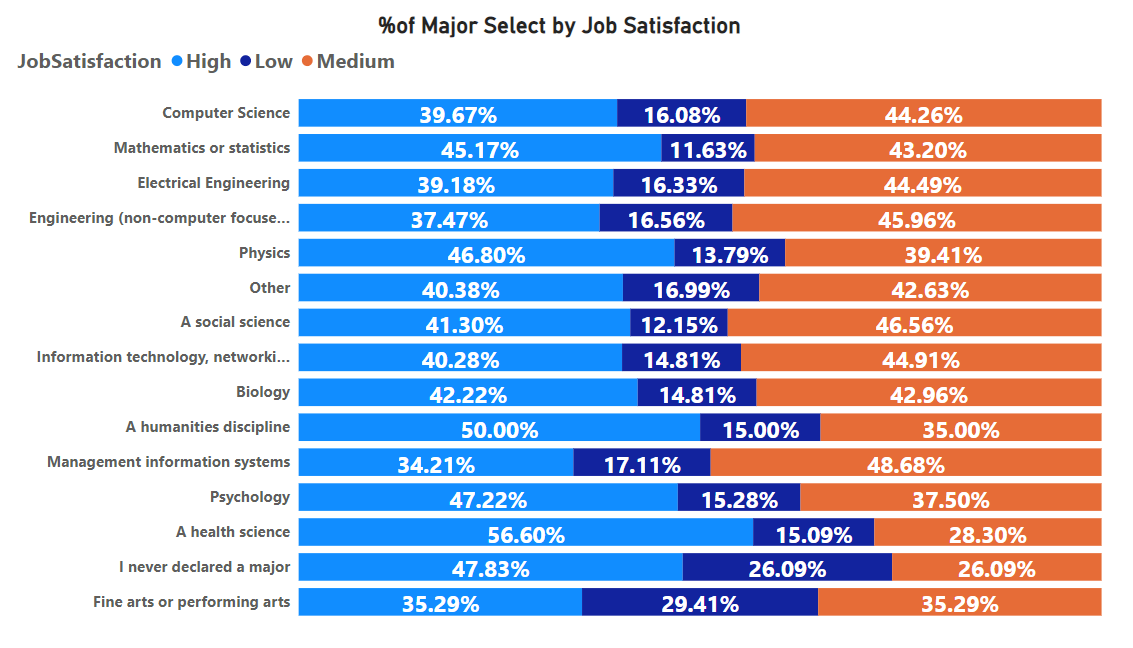 %of Major Select by Job Satisfaction
JobSatisfaction High Low Medium
Computer Science 39.67% 16.08% 44.26%
Mathematics or statistics 45.17% 11.63% 43.20%
Electrical Engineering 39.18% 16.33% 44.49%
Engineering (non-computer focuse... 37.47% 16.56% 45.96%
Physics 46.80% 13.79% 39.41%
Other 40.38% 16.99% 42.63%
A social science 41.30% 12.15% 46.56%
Information technology, networki... 40.28% 14.81% 44.91%
Biology 42.22% 14.81% 42.96%
A humanities discipline 50.00% 15.00% 35.00%
Management information systems 34.21% 17.11% 48.68%
Psychology 47.22% 15.28% 37.50%
A health science 56.60% 15.09% 28.30%
I never declared a major 47.83% 26.09% 26.09%
Fine arts or performing arts 35.29% 29.41% 35.29%